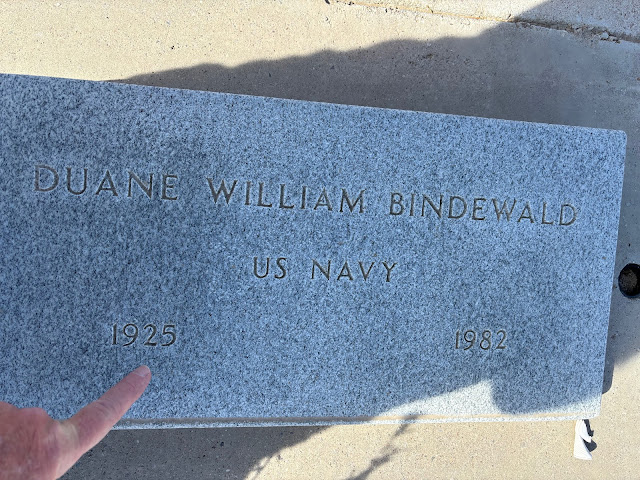 DUANE WILLIAM BINDEWALD
US NAVY
1925 1982